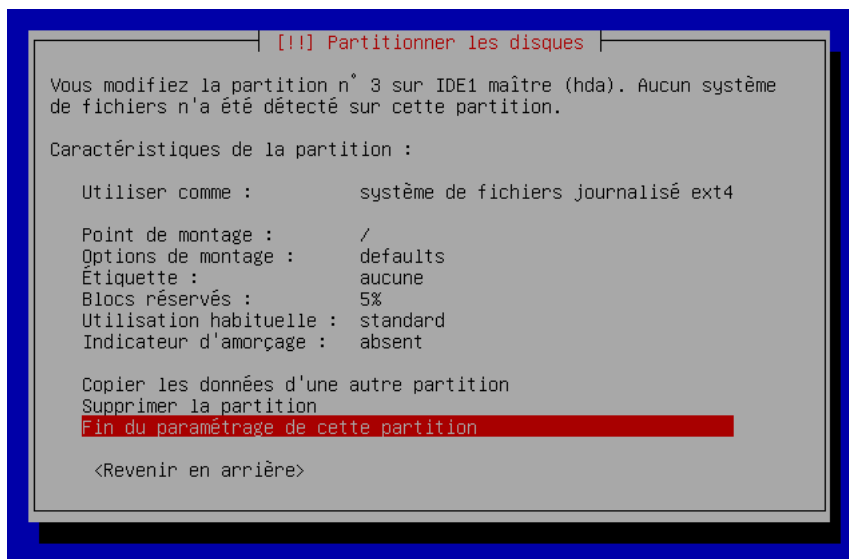 [!!] Partitionner les disques
Vous modifiez la partition n° 3 sur IDE1 maître (hda). Aucun système
de fichiers n'a été détecté sur cette partition.
Caractéristiques de la partition :
Utiliser comme : système de fichiers journalisé ext4
Point de montage : /
Options de montage : defaults
Étiquette : aucune
Blocs réservés : 5%
Utilisation habituelle : standard
Indicateur d'amorçage : absent
Copier les données d'une autre partition
Supprimer la partition
Fin du paramétrage de cette partition
<Revenir en arrière>